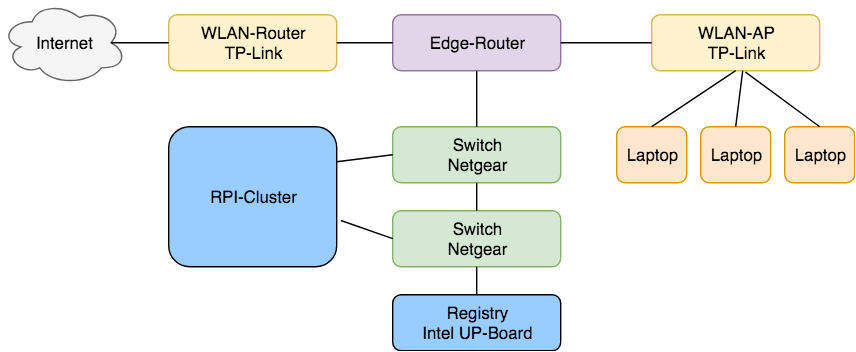 Internet
WLAN-Router
TP-Link
Edge-Router
WLAN-AP
TP-Link
Switch
Netgear
Laptop
Laptop
Laptop
RPI-Cluster
Switch
Netgear
Registry
Intel UP-Board